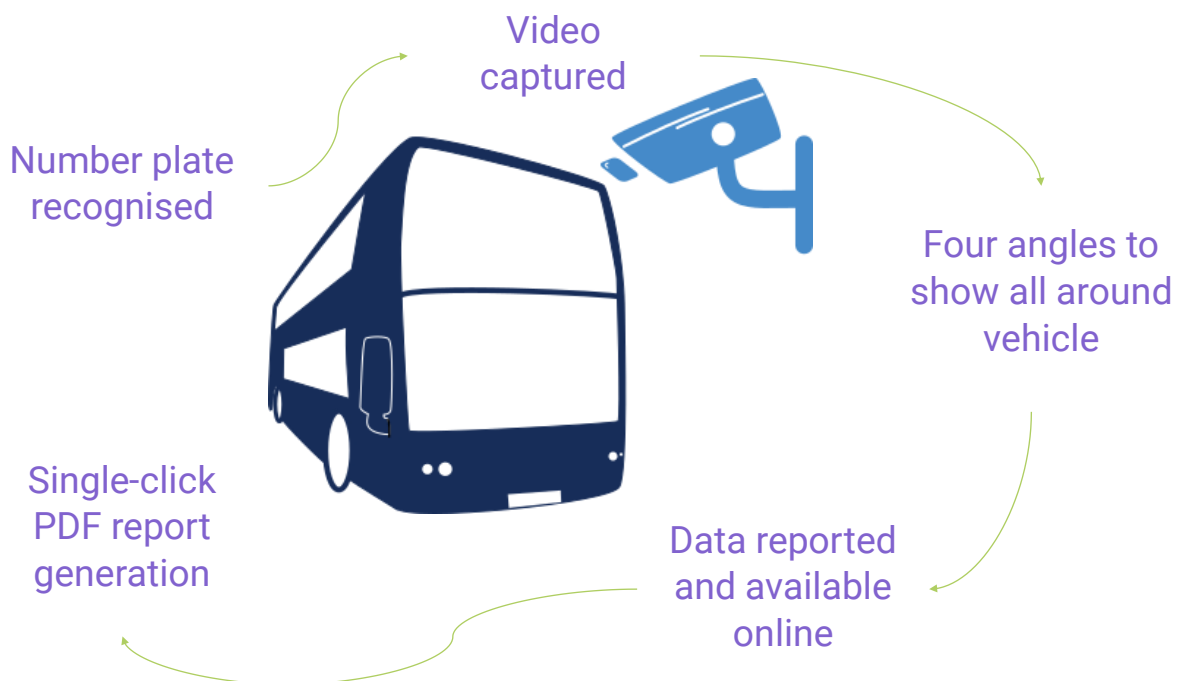 Number plate
recognised
Video
captured
Four angles to
show all around
vehicle
Data reported
and available
online
Single-click
PDF report
generation